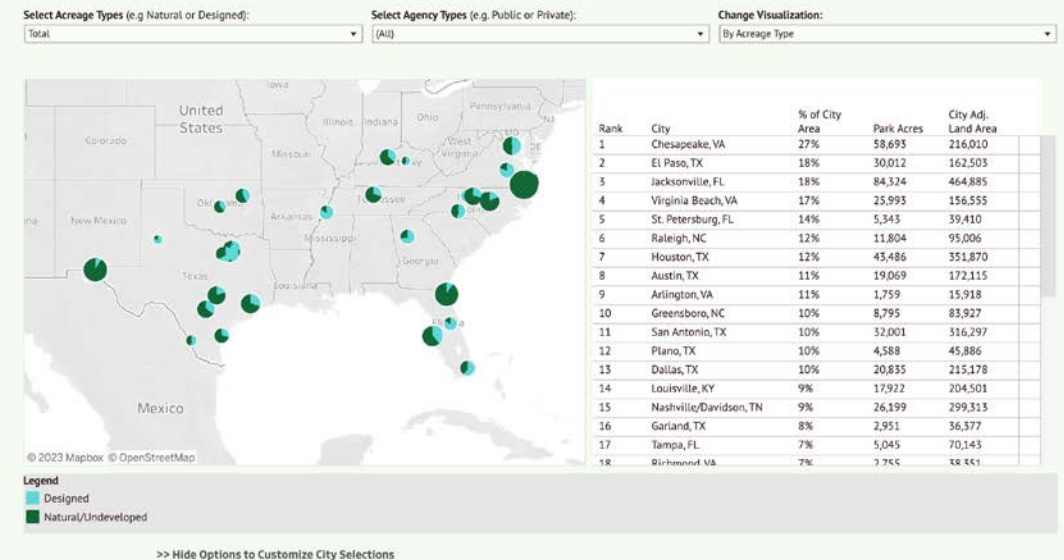 Select Acreage Types (e.g Natural or Designed):
Select Agency Types (e.g. Public or Private):
Change Visualization:
Total
(All)
By Acreage Type
Iowa
Pennsylvania
United
States
Illinois
Indiana
Ohio
NJ
Colorado
Missouri
West
Virginia
MD
Arkansas
New Mexico
Mississippi
Georgia
Texas
Louisiana
Mexico
© 2023 Mapbox © OpenStreetMap
Rank City % of City Area Park Acres City Adj. Land Area
1 Chesapeake, VA 27% 58,693 216,010
2 El Paso, TX 18% 30,012 162,503
3 Jacksonville, FL 18% 84,324 464,885
4 Virginia Beach, VA 17% 25,993 156,555
5 St. Petersburg, FL 14% 5,343 39,410
6 Raleigh, NC 12% 11,804 95,006
7 Houston, TX 12% 43,486 351,870
8 Austin, TX 11% 19,069 172,115
9 Arlington, VA 11% 1,759 15,918
10 Greensboro, NC 10% 8,795 83,927
11 San Antonio, TX 10% 32,001 316,297
12 Plano, TX 10% 4,588 45,886
13 Dallas, TX 10% 20,835 215,178
14 Louisville, KY 9% 17,922 204,501
15 Nashville/Davidson, TN 9% 26,199 299,313
16 Garland, TX 8% 2,951 36,377
17 Tampa, FL 7% 5,045 70,143
18 Richmond, VA 7% 2,755 38,351
Legend
Designed
Natural/Undeveloped
>> Hide Options to Customize City Selections